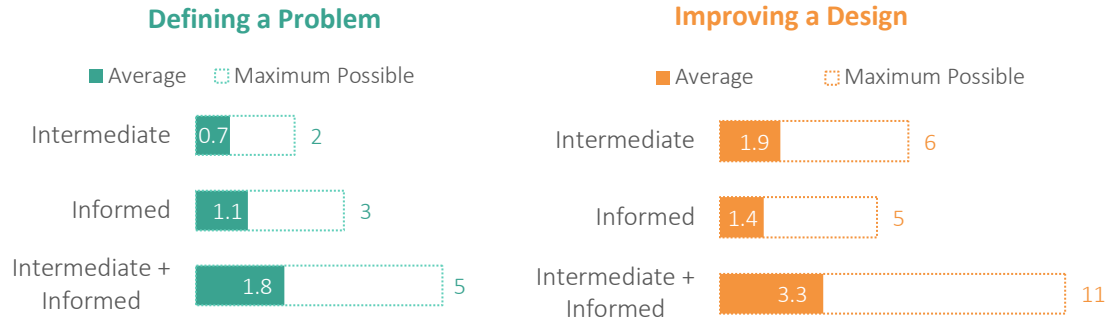 Defining a Problem
Average Maximum Possible
Intermediate 0.7 2
Informed 1.1 3
Intermediate +
Informed 1.8 5
Improving a Design
Average Maximum Possible
Intermediate 1.9 6
Informed 1.4 5
Intermediate +
Informed 3.3 11